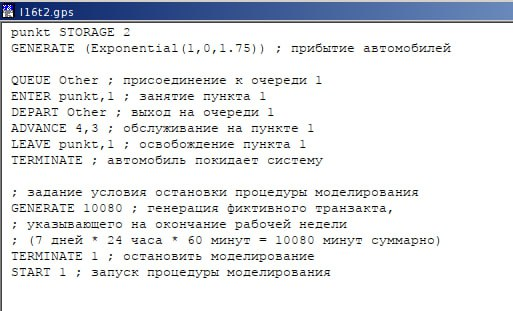 l16t2.gps
punkt STORAGE 2
GENERATE (Exponential(1,0,1.75)) ; прибытие автомобилей
QUEUE Other ; присоединение к очереди 1
ENTER punkt,1 ; занятие пункта 1
DEPART Other ; выход на очереди 1
ADVANCE 4,3 ; обслуживание на пункте 1
LEAVE punkt,1 ; освобождение пункта 1
TERMINATE ; автомобиль покидает систему
; задание условия остановки процедуры моделирования
GENERATE 10080 ; генерация фиктивного транзакта,
; указывающего на окончание рабочей недели
; (7 дней * 24 часа * 60 минут = 10080 минут суммарно)
TERMINATE 1 ; остановить моделирование
START 1 ; запуск процедуры моделирования